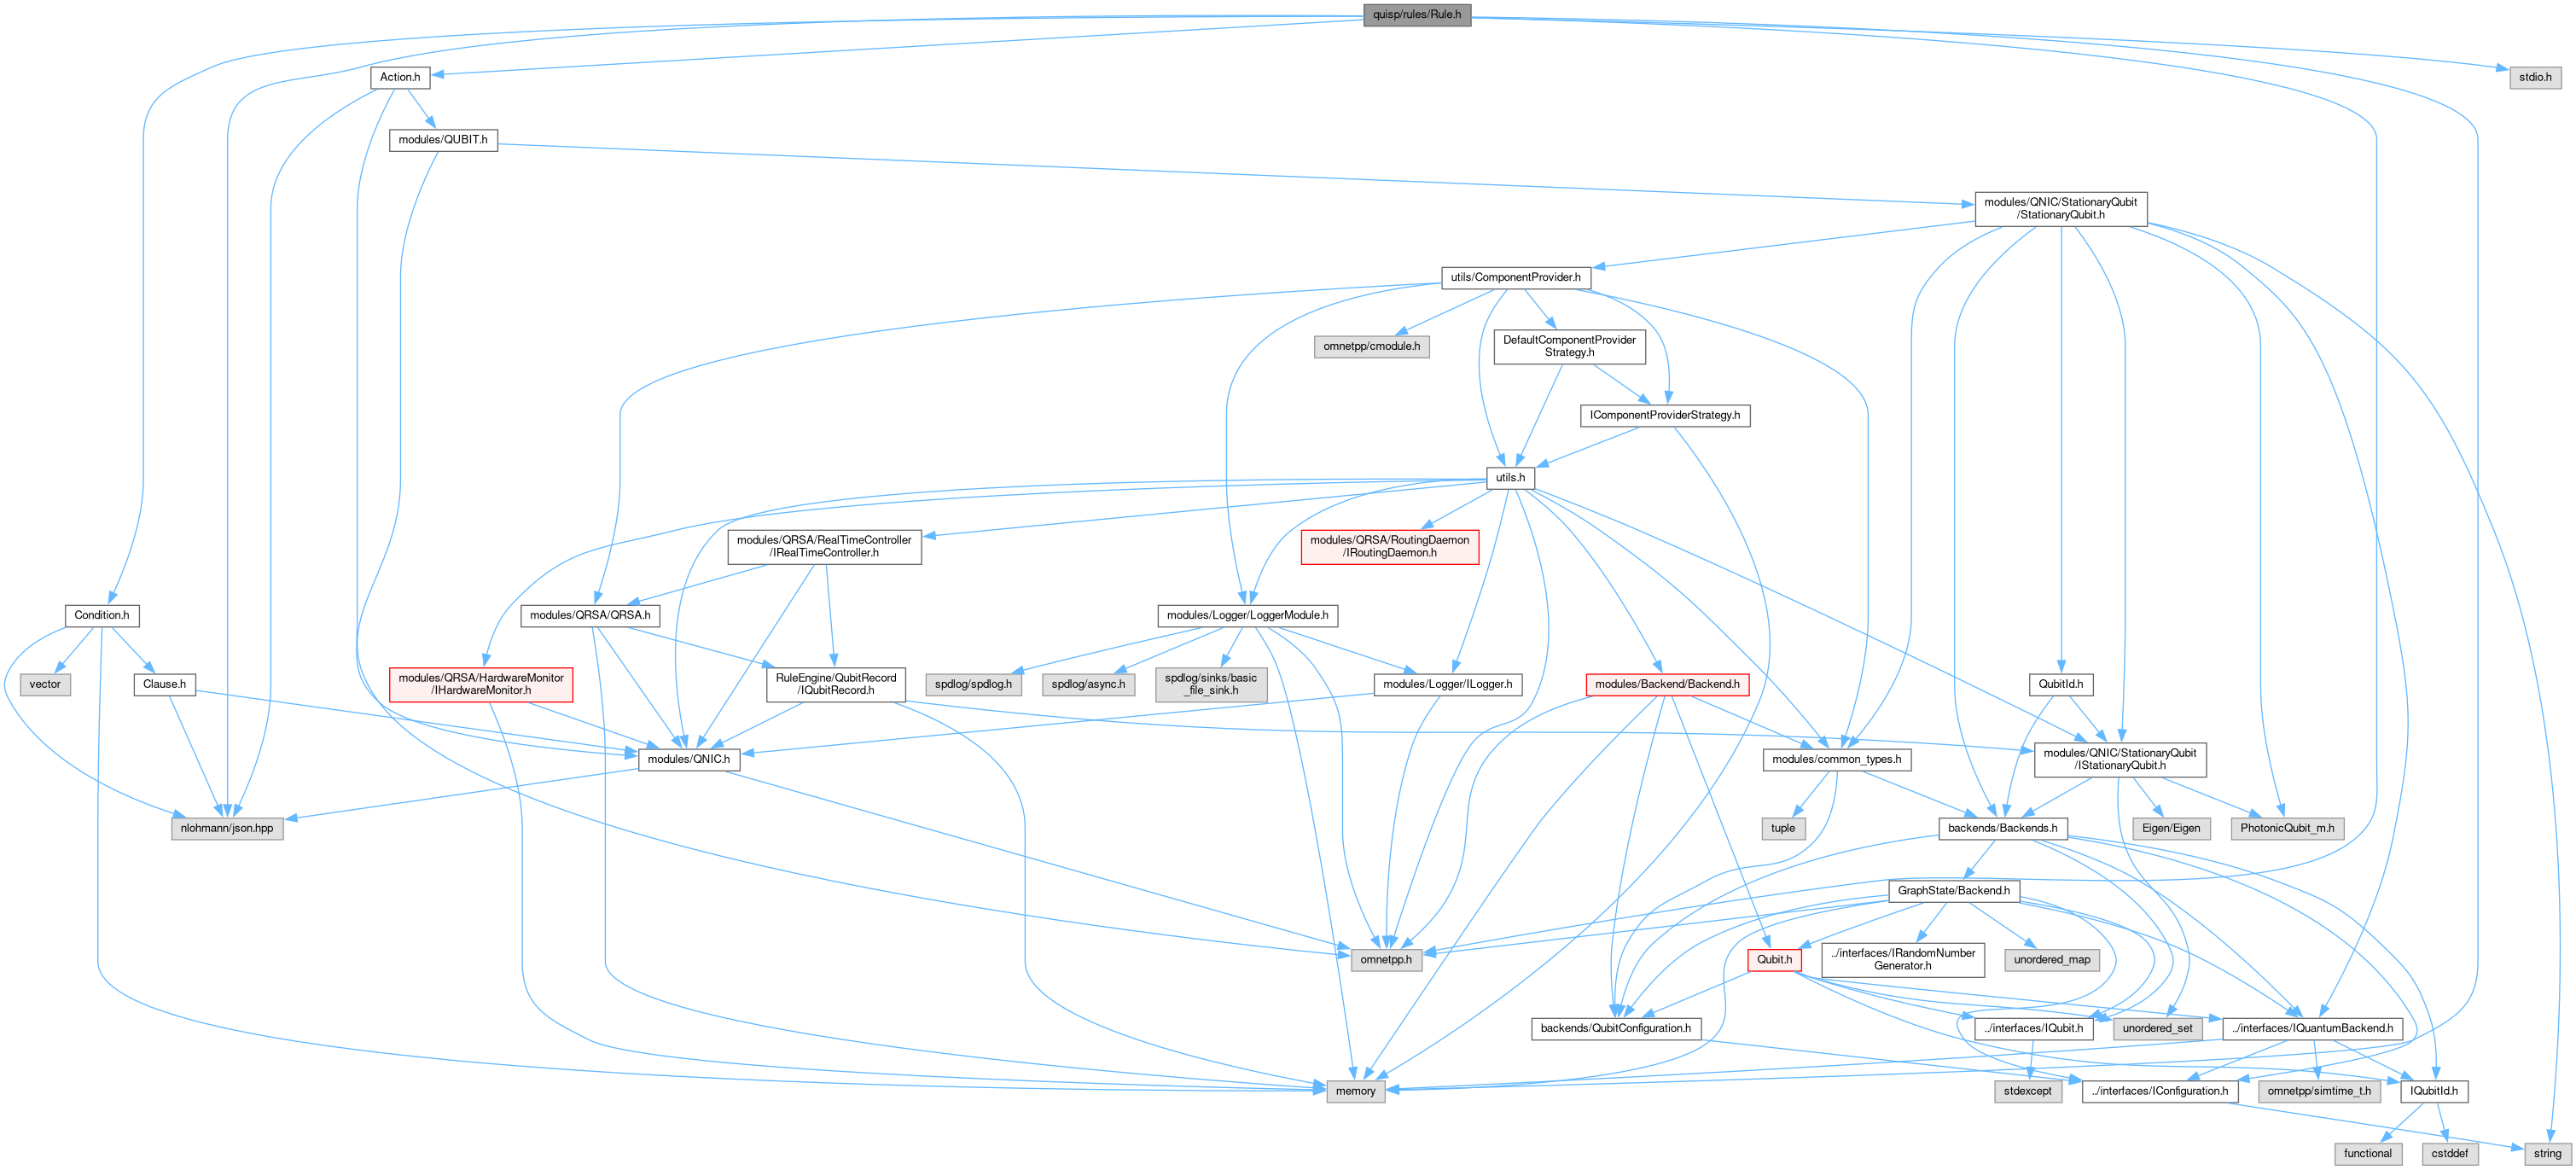 quisp/rules/Rule.h
Action.h
stdio.h
modules/QUBIT.h
modules/QNIC/StationaryQubit
/StationaryQubit.h
utils/ComponentProvider.h
omnetpp/cmodule.h
DefaultComponentProvider
Strategy.h
IComponentProviderStrategy.h
utils.h
modules/QRSA/RealTimeController
/IRealTimeController.h
modules/QRSA/RoutingDaemon
/IRoutingDaemon.h
Condition.h
modules/QRSA/QRSA.h
modules/Logger/LoggerModule.h
vector
Clause.h
modules/QRSA/HardwareMonitor
/IHardwareMonitor.h
RuleEngine/QubitRecord
/IQubitRecord.h
spdlog/spdlog.h
spdlog/async.h
spdlog/sinks/basic
_file_sink.h
modules/Logger/ILogger.h
modules/Backend/Backend.h
QubitId.h
modules/QNIC.h
modules/common_types.h
modules/QNIC/StationaryQubit
/IStationaryQubit.h
nlohmann/json.hpp
tuple
backends/Backends.h
Eigen/Eigen
PhotonicQubit_m.h
GraphState/Backend.h
omnetpp.h
Qubit.h
../interfaces/IRandomNumber
Generator.h
unordered_map
backends/QubitConfiguration.h
../interfaces/IQubit.h
unordered_set
../interfaces/IQuantumBackend.h
memory
stdexcept
../interfaces/IConfiguration.h
omnetpp/simtime_t.h
IQubitId.h
functional
cstddef
string